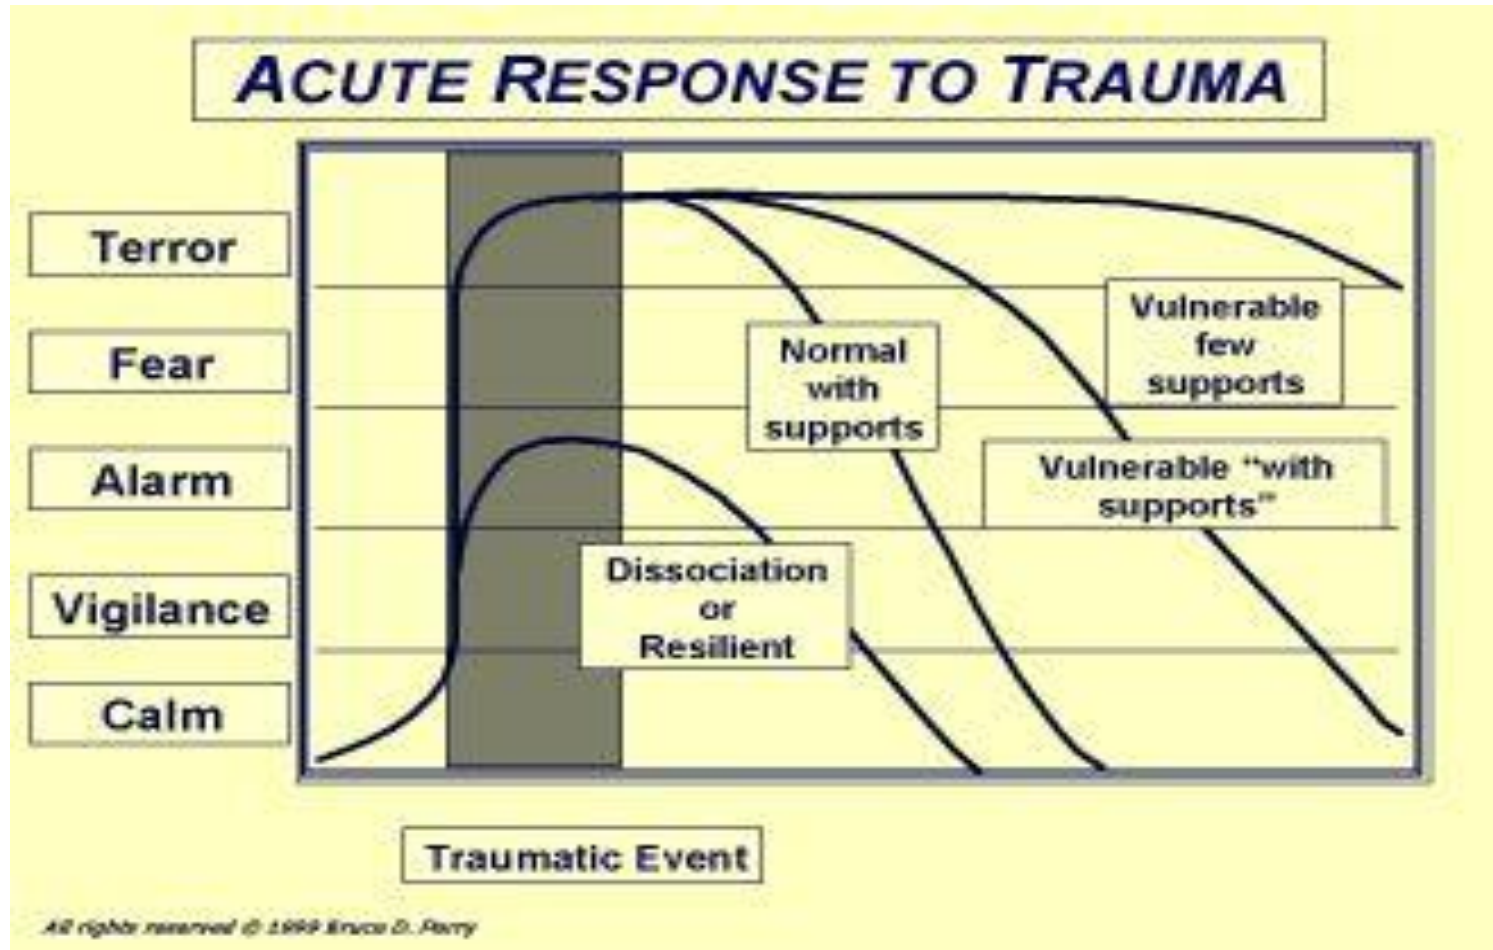 ACUTE RESPONSE TO TRAUMA
Terror
Fear
Alarm
Vigilance
Calm
Vulnerable
few
supports
Normal
with
supports
Vulnerable “with
supports”
Dissociation
or
Resilient
Traumatic Event
All rights reserved © 1999 Bruce D. Perry